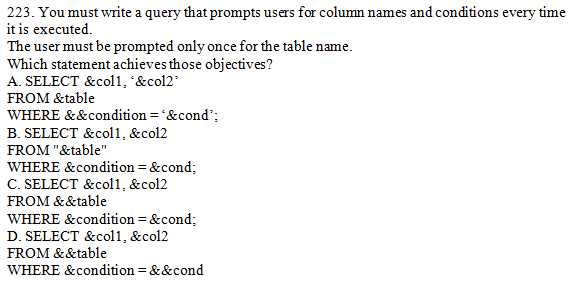 223. You must write a query that prompts users for column names and conditions every time
it is executed.
The user must be prompted only once for the table name.
Which statement achieves those objectives?
A. SELECT &col1, ‘&col2’
FROM &table
WHERE &&condition = ‘&cond’;
B. SELECT &col1, &col2
FROM "&table"
WHERE &condition = &cond;
C. SELECT &col1, &col2
FROM &&table
WHERE &condition = &cond;
D. SELECT &col1, &col2
FROM &&table
WHERE &condition = &&cond